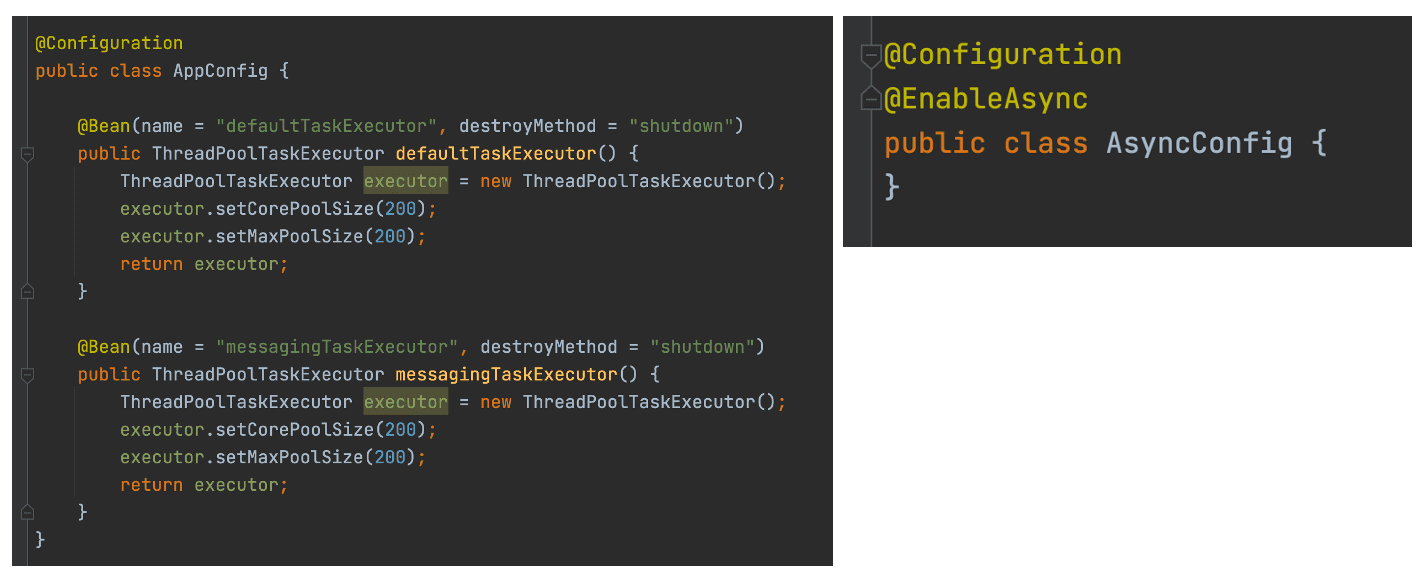 @Configuration
public class AppConfig {
@Bean(name = "defaultTaskExecutor", destroyMethod = "shutdown")
public ThreadPoolTaskExecutor defaultTaskExecutor() {
ThreadPoolTaskExecutor executor = new ThreadPoolTaskExecutor();
executor.setCorePoolSize(200);
executor.setMaxPoolSize(200);
return executor;
}
@Bean(name = "messagingTaskExecutor", destroyMethod = "shutdown")
public ThreadPoolTaskExecutor messagingTaskExecutor() {
ThreadPoolTaskExecutor executor = new ThreadPoolTaskExecutor();
executor.setCorePoolSize(200);
executor.setMaxPoolSize(200);
return executor;
}
}
@Configuration
@EnableAsync
public class AsyncConfig {
}